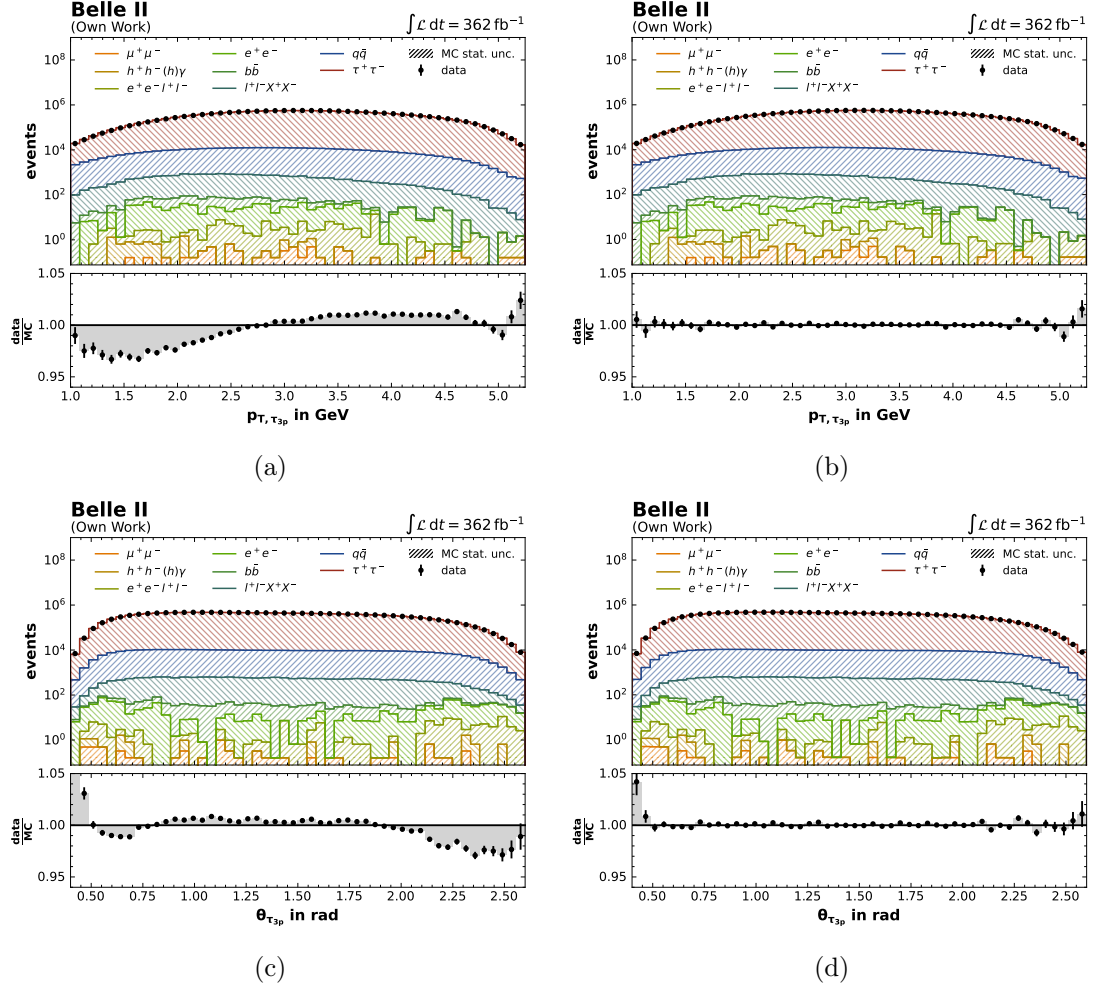 Belle II
(Own Work)
∫ℒ dt = 362 fb⁻¹
μ⁺μ⁻
h⁺h⁻(h)γ
e⁺e⁻l⁺l⁻
e⁺e⁻
bb̄
l⁺l⁻X⁺X⁻
qq̄
τ⁺τ⁻
MC stat. unc.
data
events
10⁸
10⁶
10⁴
10²
10⁰
data
MC
1.05
1.00
0.95
1.0 1.5 2.0 2.5 3.0 3.5 4.0 4.5 5.0
p_T, τ_3p in GeV
(a)
Belle II
(Own Work)
∫ℒ dt = 362 fb⁻¹
μ⁺μ⁻
h⁺h⁻(h)γ
e⁺e⁻l⁺l⁻
e⁺e⁻
bb̄
l⁺l⁻X⁺X⁻
qq̄
τ⁺τ⁻
MC stat. unc.
data
events
10⁸
10⁶
10⁴
10²
10⁰
data
MC
1.05
1.00
0.95
1.0 1.5 2.0 2.5 3.0 3.5 4.0 4.5 5.0
p_T, τ_3p in GeV
(b)
Belle II
(Own Work)
∫ℒ dt = 362 fb⁻¹
μ⁺μ⁻
h⁺h⁻(h)γ
e⁺e⁻l⁺l⁻
e⁺e⁻
bb̄
l⁺l⁻X⁺X⁻
qq̄
τ⁺τ⁻
MC stat. unc.
data
events
10⁸
10⁶
10⁴
10²
10⁰
data
MC
1.05
1.00
0.95
0.50 0.75 1.00 1.25 1.50 1.75 2.00 2.25 2.50
θ_τ_3p in rad
(c)
Belle II
(Own Work)
∫ℒ dt = 362 fb⁻¹
μ⁺μ⁻
h⁺h⁻(h)γ
e⁺e⁻l⁺l⁻
e⁺e⁻
bb̄
l⁺l⁻X⁺X⁻
qq̄
τ⁺τ⁻
MC stat. unc.
data
events
10⁸
10⁶
10⁴
10²
10⁰
data
MC
1.05
1.00
0.95
0.50 0.75 1.00 1.25 1.50 1.75 2.00 2.25 2.50
θ_τ_3p in rad
(d)